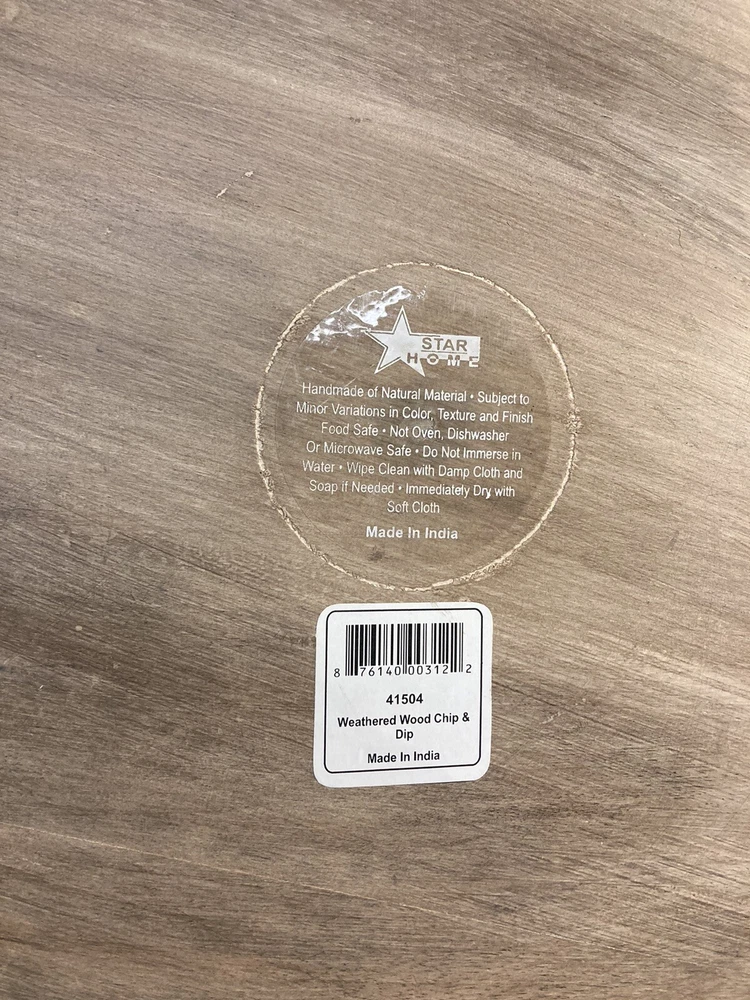 STAR
HOME
Handmade of Natural Material • Subject to
Minor Variations in Color, Texture and Finish
Food Safe • Not Oven, Dishwasher
Or Microwave Safe • Do Not Immerse in
Water • Wipe Clean with Damp Cloth and
Soap if Needed • Immediately Dry with
Soft Cloth
Made In India
8 76140 00312 2
41504
Weathered Wood Chip &
Dip
Made In India